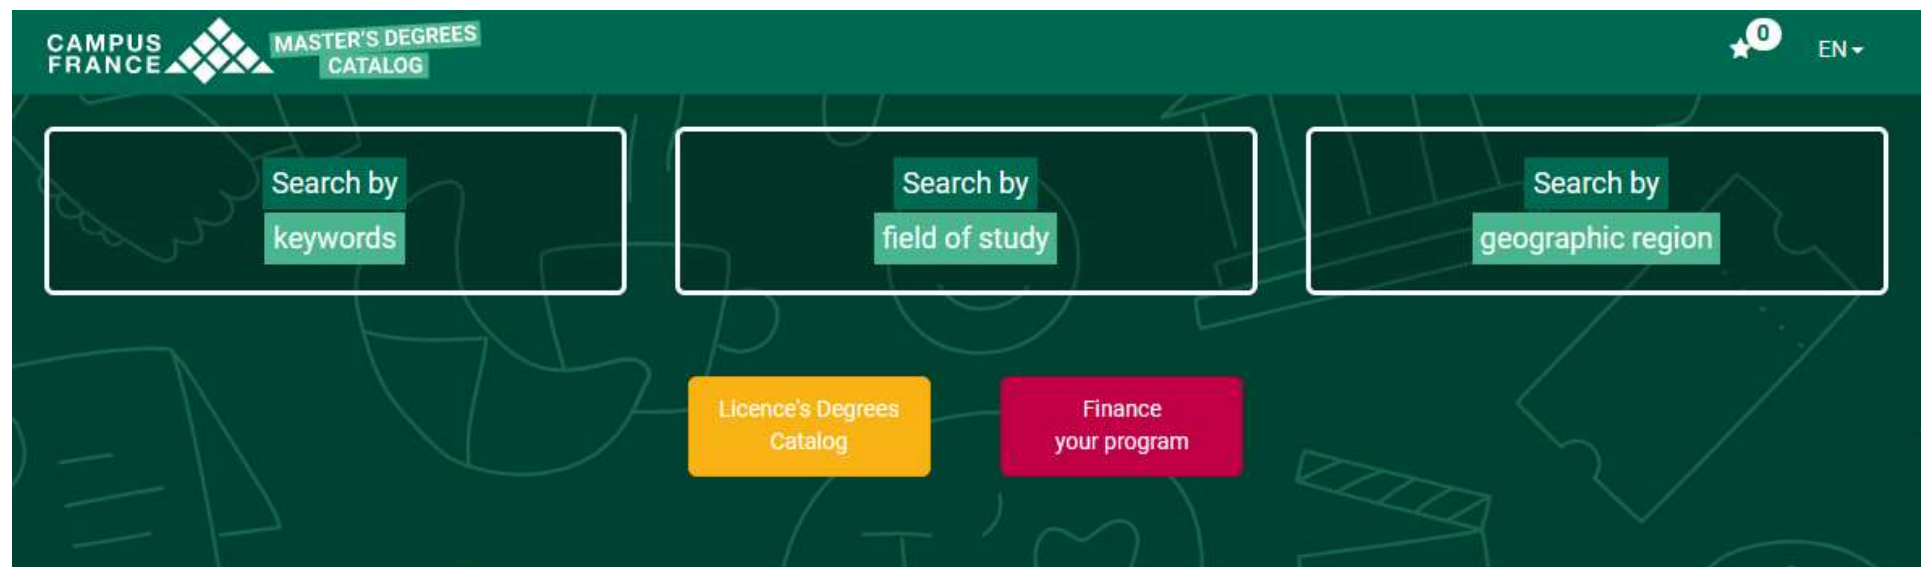 CAMPUS
FRANCE
MASTER'S DEGREES
CATALOG
0
EN
Search by
keywords
Search by
field of study
Search by
geographic region
Licence's Degrees
Catalog
Finance
your program